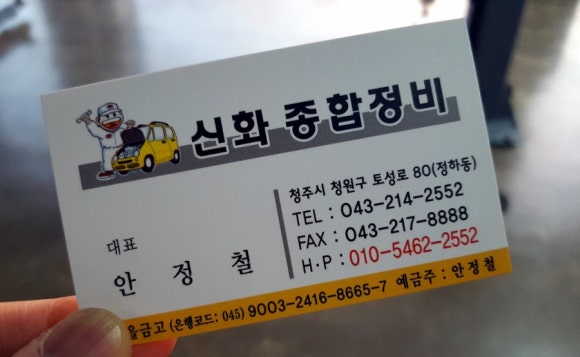 신화 종합정비
청주시 청원구 토성로 80(정하동)
TEL : 043-214-2552
FAX : 043-217-8888
H·P : 010-5462-2552
대표
안 정 철
을금고 (은행코드: 045) 9003-2416-8665-7 예금주 : 안정철